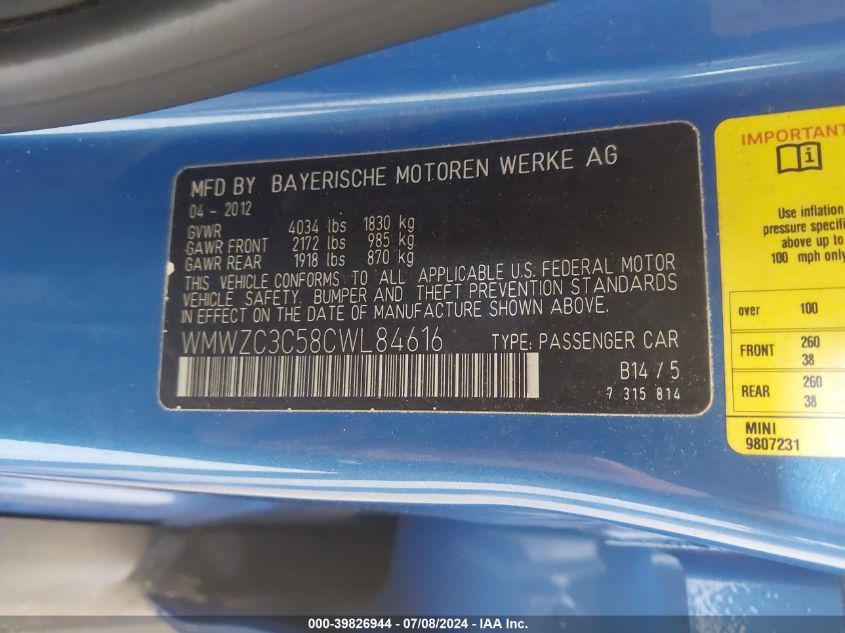 MFD BY BAYERISCHE MOTOREN WERKE AG
04 - 2012
GVWR 4034 lbs 1830 kg
GAWR FRONT 2172 lbs 985 kg
GAWR REAR 1918 lbs 870 kg
THIS VEHICLE CONFORMS TO ALL APPLICABLE U.S. FEDERAL MOTOR
VEHICLE SAFETY, BUMPER AND THEFT PREVENTION STANDARDS
IN EFFECT ON THE DATE OF MANUFACTURE SHOWN ABOVE.
WMWZC3C58CWL84616 TYPE: PASSENGER CAR
B14 / 5
7 315 814
IMPORTANT
Use inflation
pressure specifi
above up to
100 mph only
over 100
FRONT 260
38
REAR 260
38
MINI
9807231
000-39826944 / 07/08/2024 - IAA Inc.